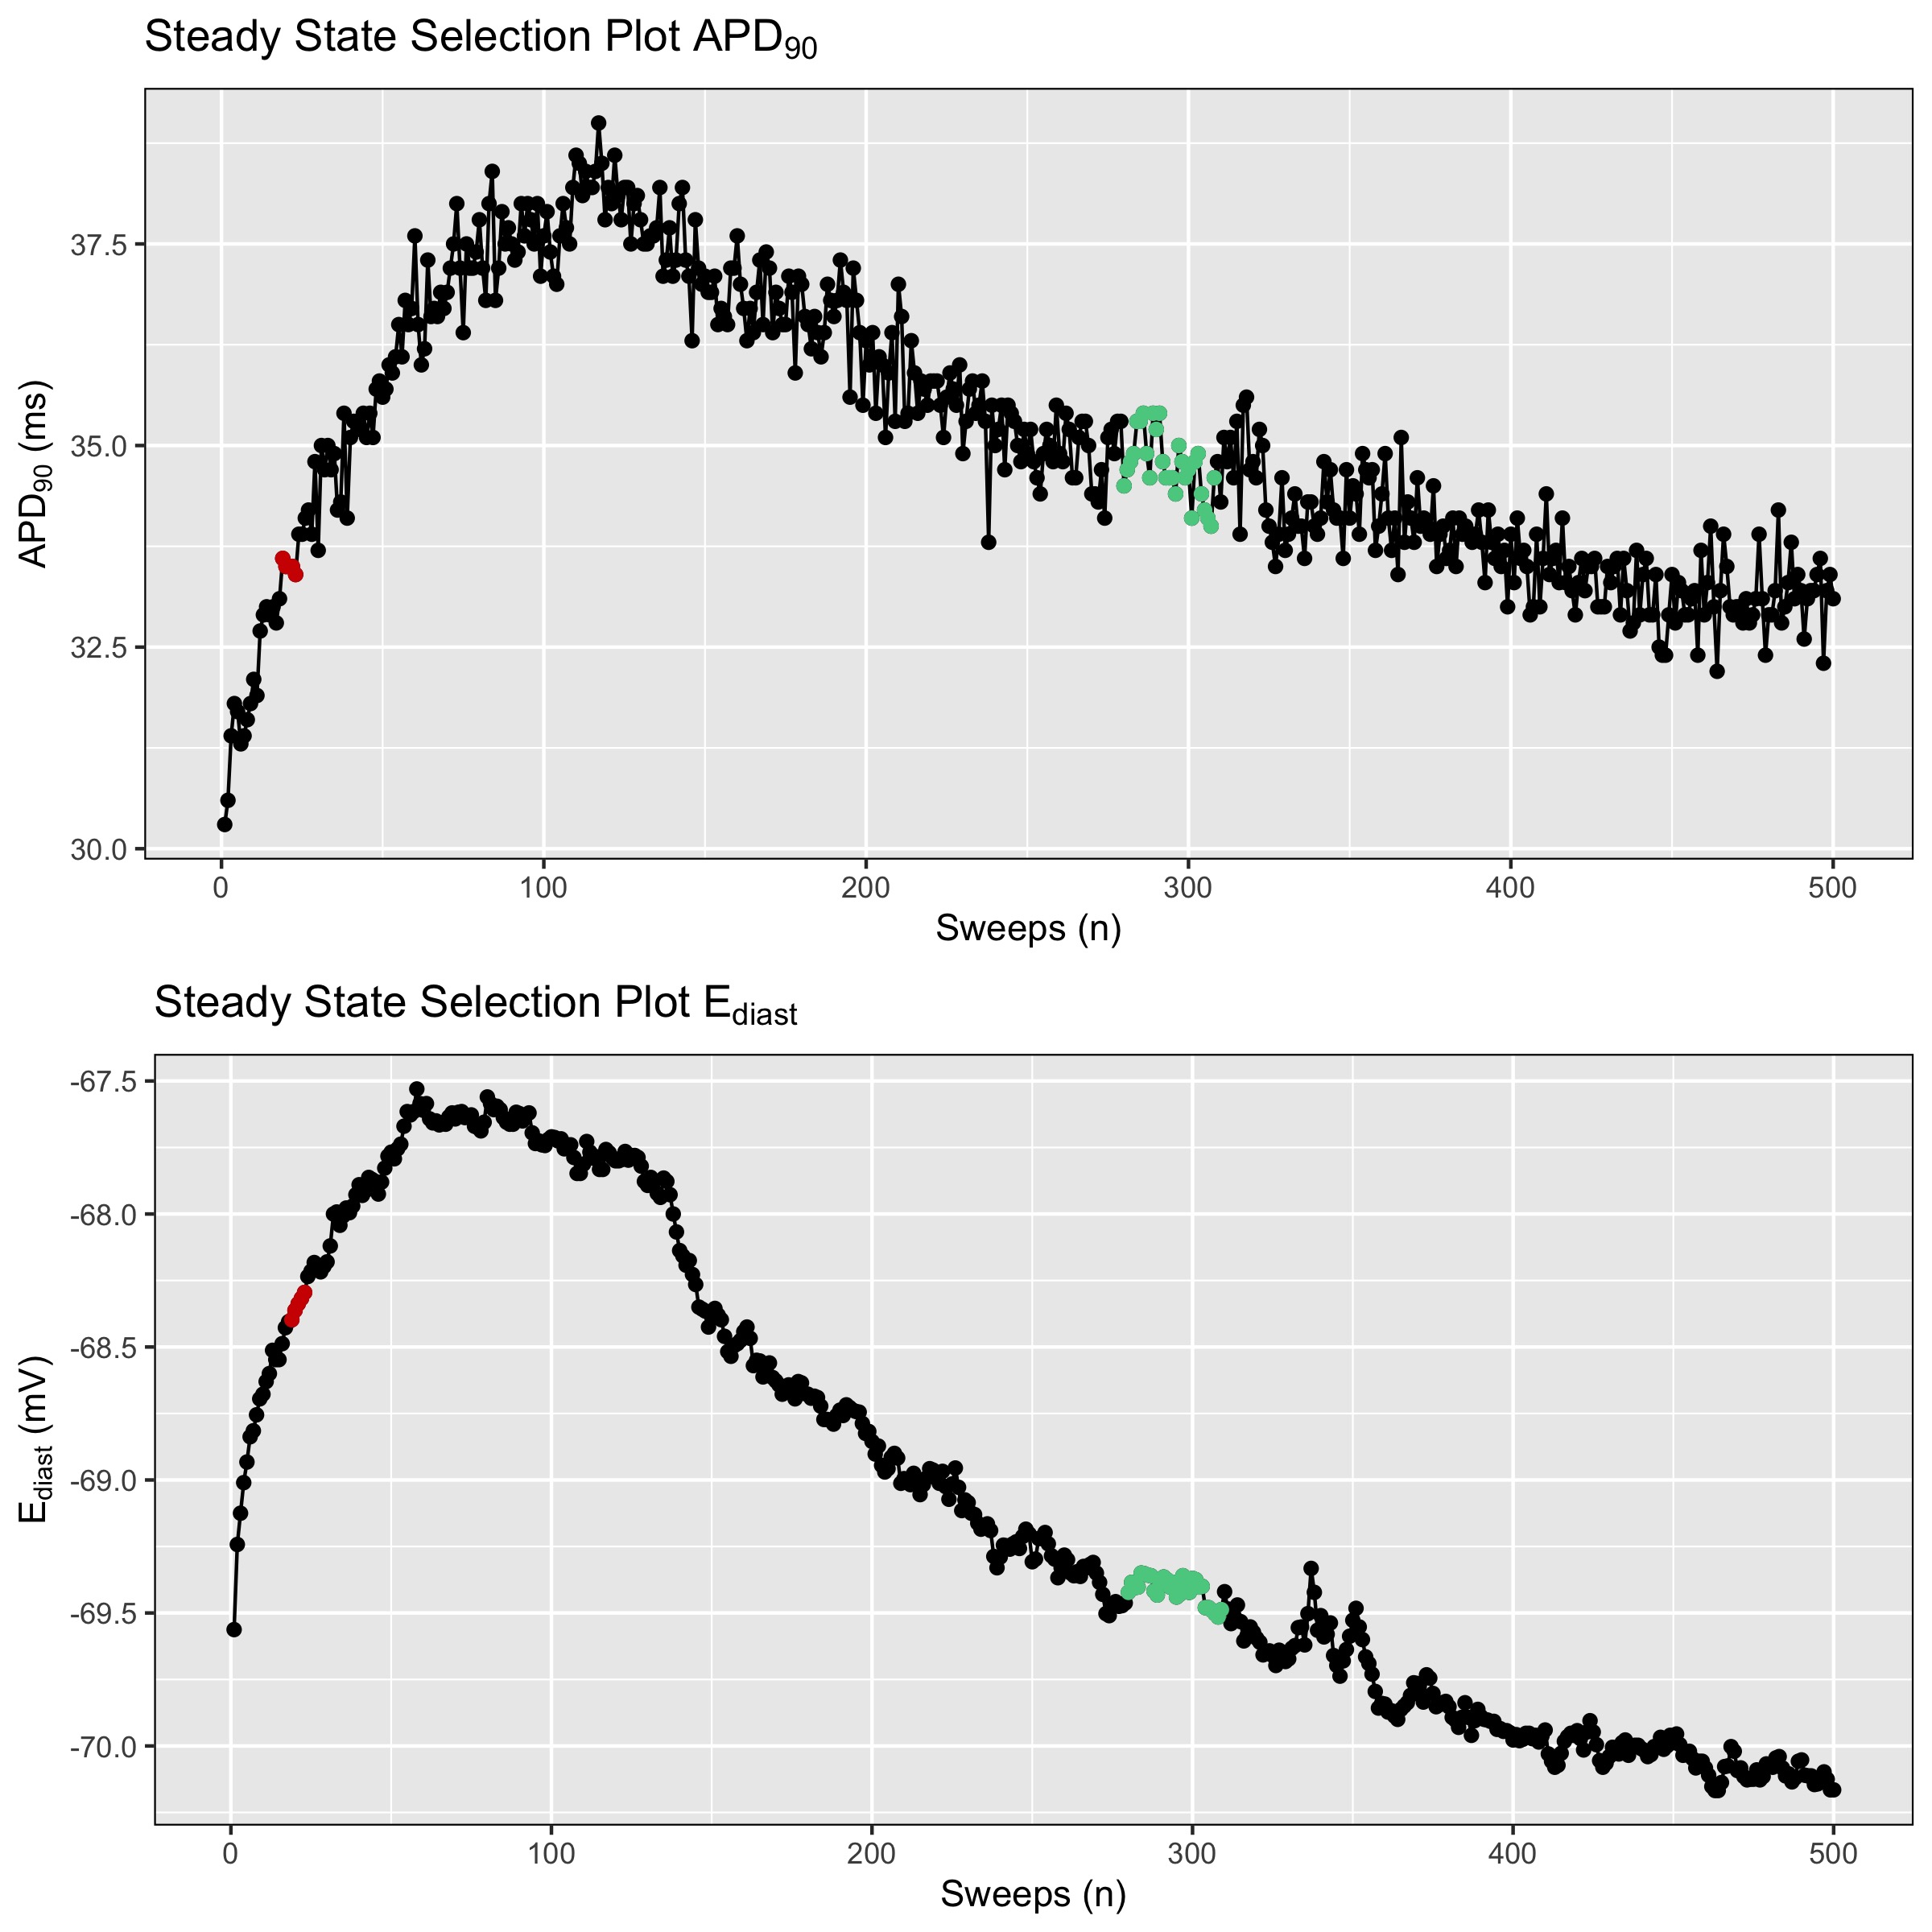 Steady State Selection Plot APD90
37.5
35.0
32.5
30.0
APD90 (ms)
0 100 200 300 400 500
Sweeps (n)
Steady State Selection Plot Ediast
-67.5
-68.0
-68.5
-69.0
-69.5
-70.0
Ediast (mV)
0 100 200 300 400 500
Sweeps (n)